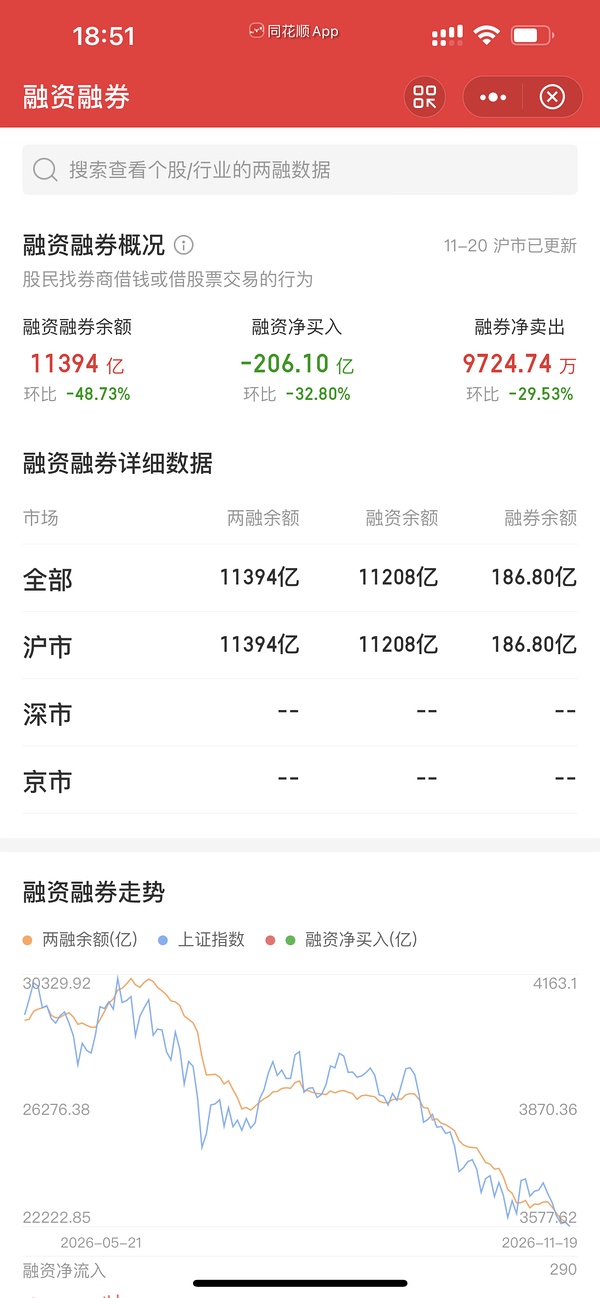 18:51 同花顺App
融资融券
搜索查看个股/行业的两融数据
融资融券概况 11-20 沪市已更新
股民找券商借钱或借股票交易的行为
融资融券余额 融资净买入 融券净卖出
11394 亿 -206.10 亿 9724.74 万
环比 -48.73% 环比 -32.80% 环比 -29.53%
融资融券详细数据
市场 两融余额 融资余额 融券余额
全部 11394亿 11208亿 186.80亿
沪市 11394亿 11208亿 186.80亿
深市 -- -- --
京市 -- -- --
融资融券走势
两融余额(亿) 上证指数 融资净买入(亿)
30329.92 4163.1
26276.38 3870.36
22222.85 3577.62
2026-05-21 2026-11-19
融资净流入 290